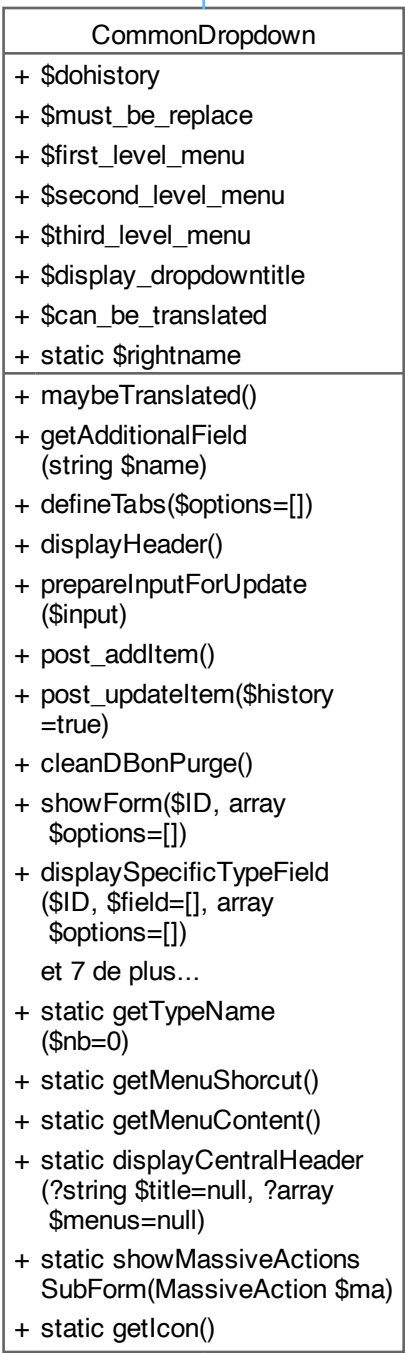 CommonDropdown
+ $dohistory
+ $must_be_replace
+ $first_level_menu
+ $second_level_menu
+ $third_level_menu
+ $display_dropdowntitle
+ $can_be_translated
+ static $rightname
+ maybeTranslated()
+ getAdditionalField
(string $name)
+ defineTabs($options=[])
+ displayHeader()
+ prepareInputForUpdate
($input)
+ post_addItem()
+ post_updateItem($history
=true)
+ cleanDBonPurge()
+ showForm($ID, array
$options=[])
+ displaySpecificTypeField
($ID, $field=[], array
$options=[])
et 7 de plus...
+ static getTypeName
($nb=0)
+ static getMenuShorcut()
+ static getMenuContent()
+ static displayCentralHeader
(?string $title=null, ?array
$menus=null)
+ static showMassiveActions
SubForm(MassiveAction $ma)
+ static getIcon()